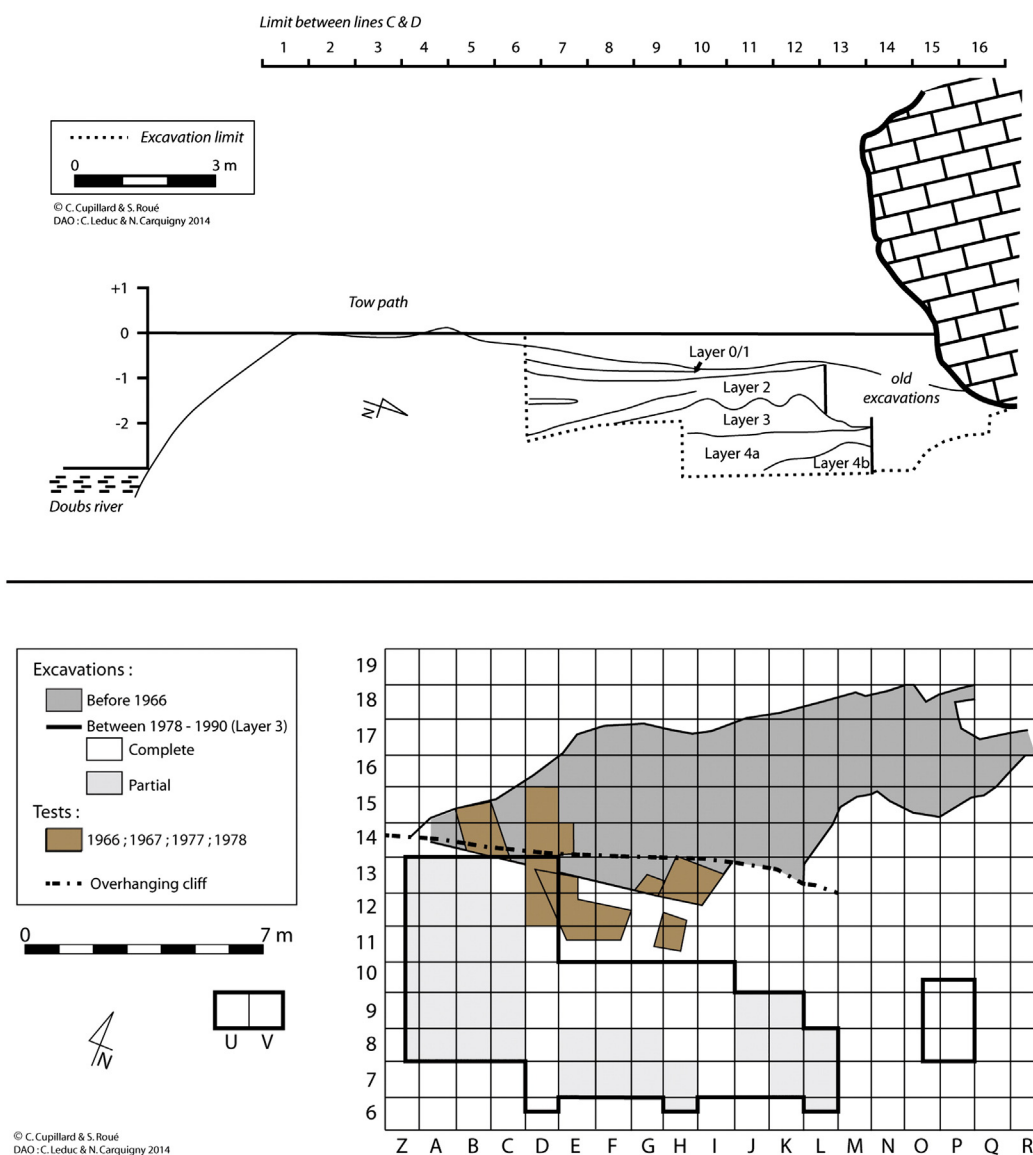 Limit between lines C & D
1 2 3 4 5 6 7 8 9 10 11 12 13 14 15 16
Excavation limit
0 3 m
© C. Cupillard & S. Roué
DAO : C. Leduc & N. Carquigny 2014
+1
Tow path
0
Layer 0/1
-1
old
excavations
Layer 2
N
-2
Layer 3
Layer 4a
Layer 4b
Doubs river
Excavations :
Before 1966
Between 1978 - 1990 (Layer 3)
Complete
Partial
Tests :
1966 ; 1967 ; 1977 ; 1978
Overhanging cliff
0 7 m
U V
N
19
18
17
16
15
14
13
12
11
10
9
8
7
6
Z A B C D E F G H I J K L M N O P Q R
© C. Cupillard & S. Roué
DAO : C. Leduc & N. Carquigny 2014